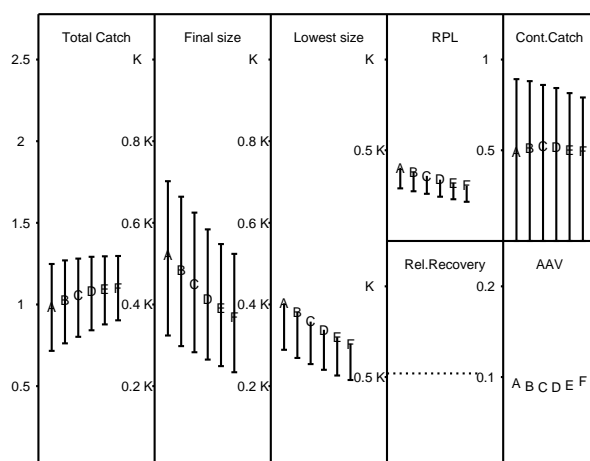 Total Catch Final size Lowest size RPL Cont.Catch
2.5 K K 1
2 0.8 K 0.8 K
0.5 K 0.5
A B C D E F
A B C D E F
1.5 0.6 K 0.6 K
A B C D E F
Rel.Recovery AAV
K 0.2
1 0.4 K 0.4 K
A B C D E F
A B C D E F
0.5 0.2 K 0.2 K
0.5 K 0.1
A B C D E F